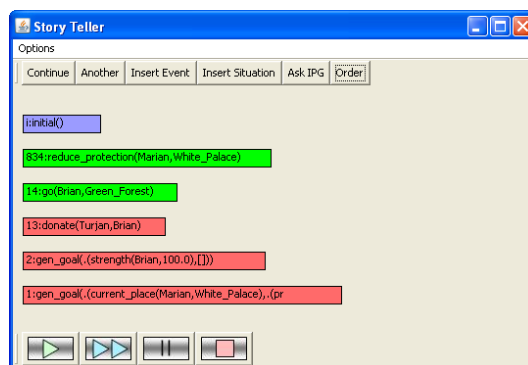 Story Teller
Options
Continue Another Insert Event Insert Situation Ask IPG Order
i:initial()
834:reduce_protection(Marian,White_Palace)
14:go(Brian,Green_Forest)
13:donate(Turjan,Brian)
2:gen_goal(.(strength(Brian,100.0),[]))
1:gen_goal(.(current_place(Marian,White_Palace),.(pr